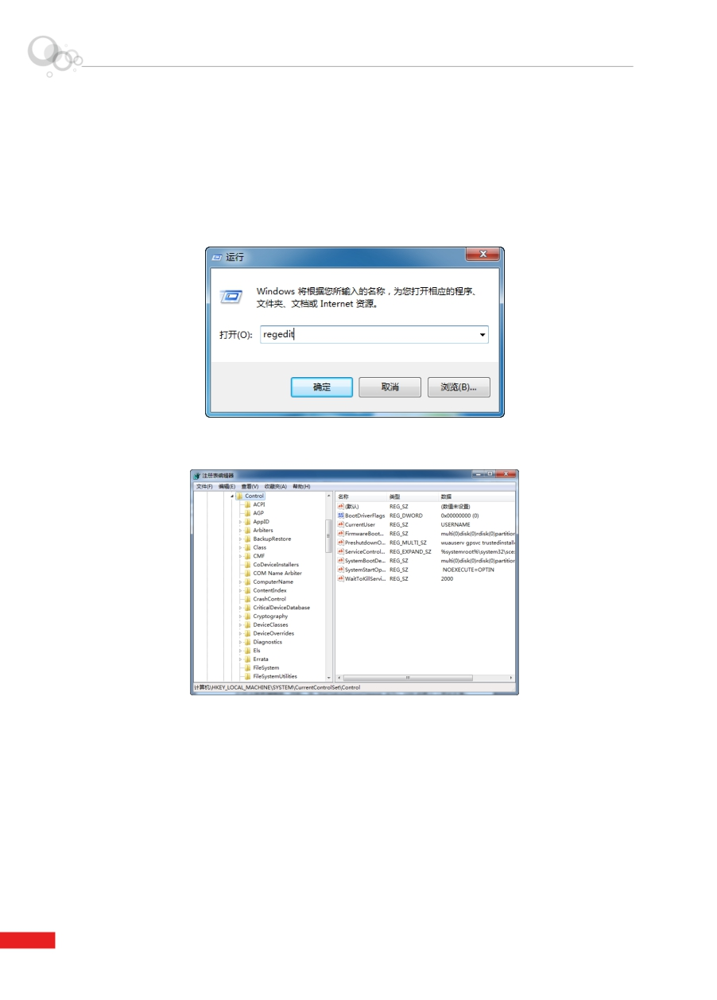 运行
Windows 将根据您所输入的名称，为您打开相应的程序、
文件夹、文档或 Internet 资源。
打开(O): regedit
确定 取消 浏览(B)...
注册表编辑器
文件(F) 编辑(E) 查看(V) 收藏夹(A) 帮助(H)
Control
ACPI
AGP
AppID
Arbiters
BackupRestore
Class
CMF
CoDeviceInstallers
COM Name Arbiter
ComputerName
ContentIndex
CrashControl
CriticalDeviceDatabase
Cryptography
DeviceClasses
DeviceOverrides
Diagnostics
Els
Errata
FileSystem
FileSystemUtilities
名称 类型 数据
(默认) REG_SZ (数值未设置)
BootDriverFlags REG_DWORD 0x00000000 (0)
CurrentUser REG_SZ USERNAME
FirmwareBoot... REG_SZ multi(0)disk(0)rdisk(0)partition
PreshutdownO... REG_MULTI_SZ wuauserv gpsvc trustedinstalle
ServiceControl... REG_EXPAND_SZ %systemroot%\system32\sce
SystemBootDe... REG_SZ multi(0)disk(0)rdisk(0)partition
SystemStartOp... REG_SZ NOEXECUTE=OPTIN
WaitToKillServi... REG_SZ 2000
计算机\HKEY_LOCAL_MACHINE\SYSTEM\CurrentControlSet\Control